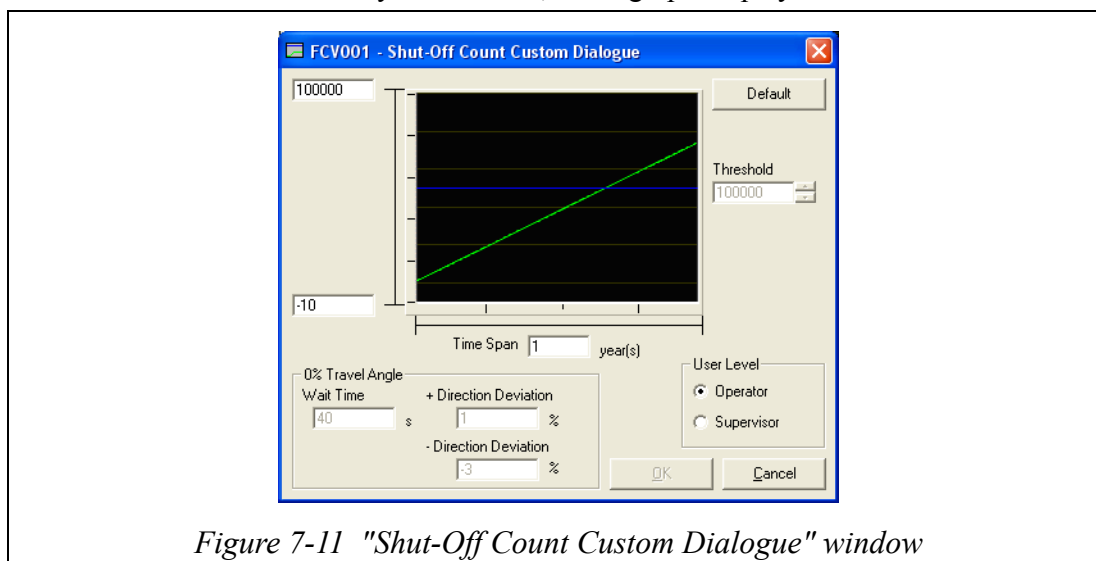 FCV001 - Shut-Off Count Custom Dialogue
100000
Default
Threshold
100000
-10
Time Span 1 year(s)
0% Travel Angle
Wait Time + Direction Deviation
40 s 1 %
- Direction Deviation
-3 %
User Level
Operator
Supervisor
OK Cancel
Figure 7-11 "Shut-Off Count Custom Dialogue" window